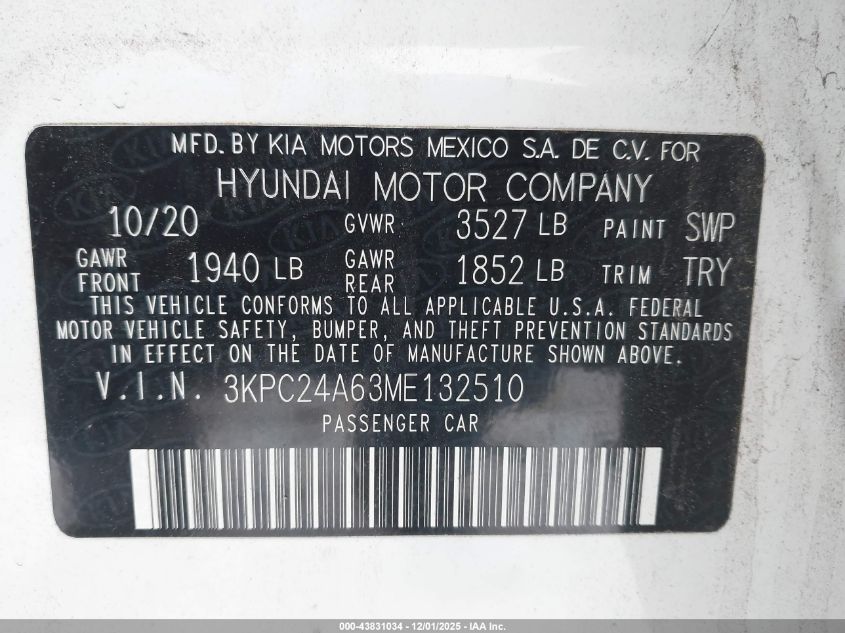 MFD. BY KIA MOTORS MEXICO S.A. DE C.V. FOR
HYUNDAI MOTOR COMPANY
10/20 GVWR 3527 LB PAINT SWP
GAWR FRONT 1940 LB GAWR REAR 1852 LB TRIM TRY
THIS VEHICLE CONFORMS TO ALL APPLICABLE U.S.A. FEDERAL
MOTOR VEHICLE SAFETY, BUMPER, AND THEFT PREVENTION STANDARDS
IN EFFECT ON THE DATE OF MANUFACTURE SHOWN ABOVE.
V.I.N. 3KPC24A63ME132510
PASSENGER CAR
000-43831034 - 12/01/2025 - IAA Inc.